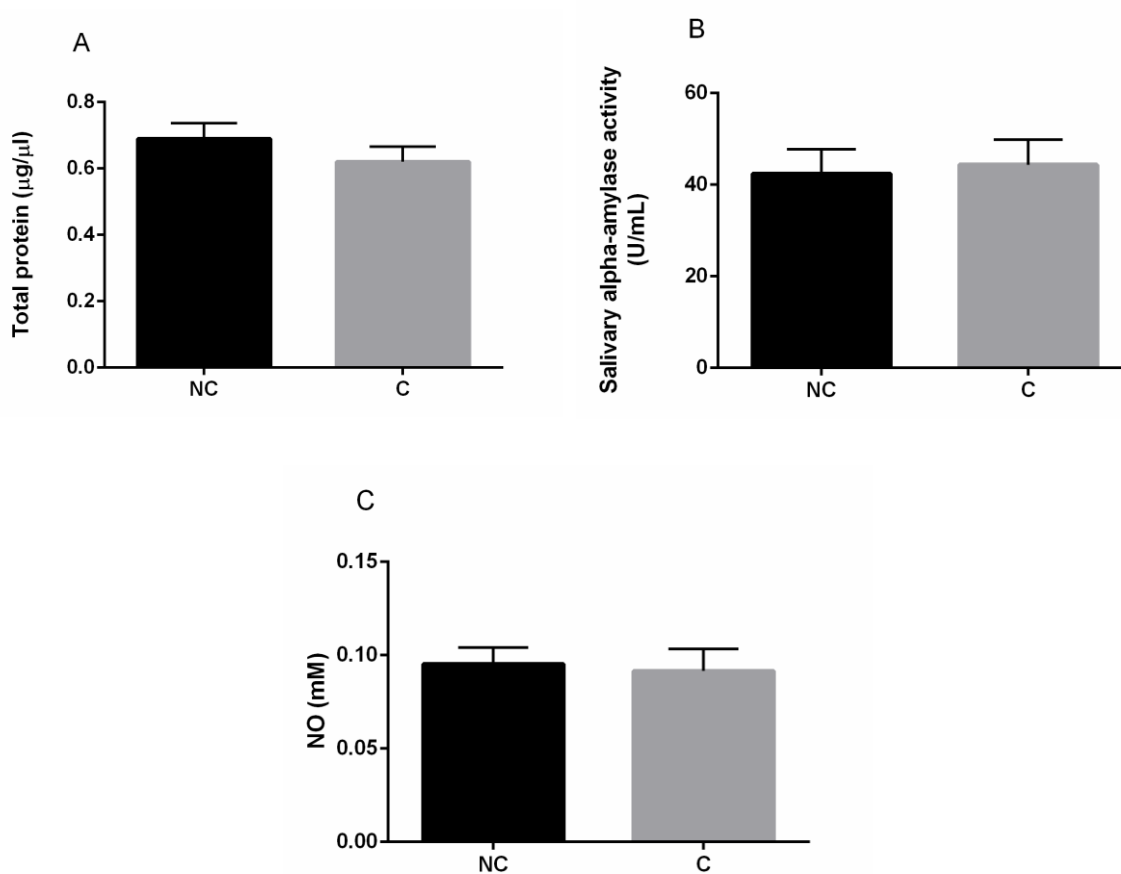 A
Total protein (µg/µl)
0.8
0.6
0.4
0.2
0.0
NC
C
B
Salivary alpha-amylase activity
(U/mL)
60
40
20
0
NC
C
C
NO (mM)
0.15
0.10
0.05
0.00
NC
C